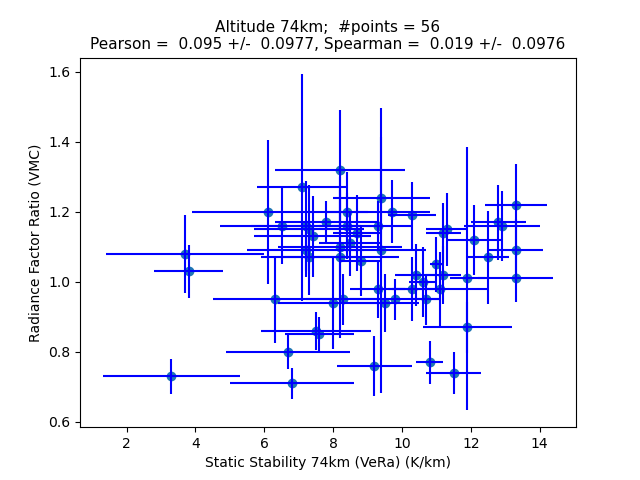 Altitude 74km;  #points = 56
Pearson =  0.095 +/-  0.0977, Spearman =  0.019 +/-  0.0976
1.6
1.4
1.2
1.0
0.8
0.6
Radiance Factor Ratio (VMC)
2 4 6 8 10 12 14
Static Stability 74km (VeRa) (K/km)